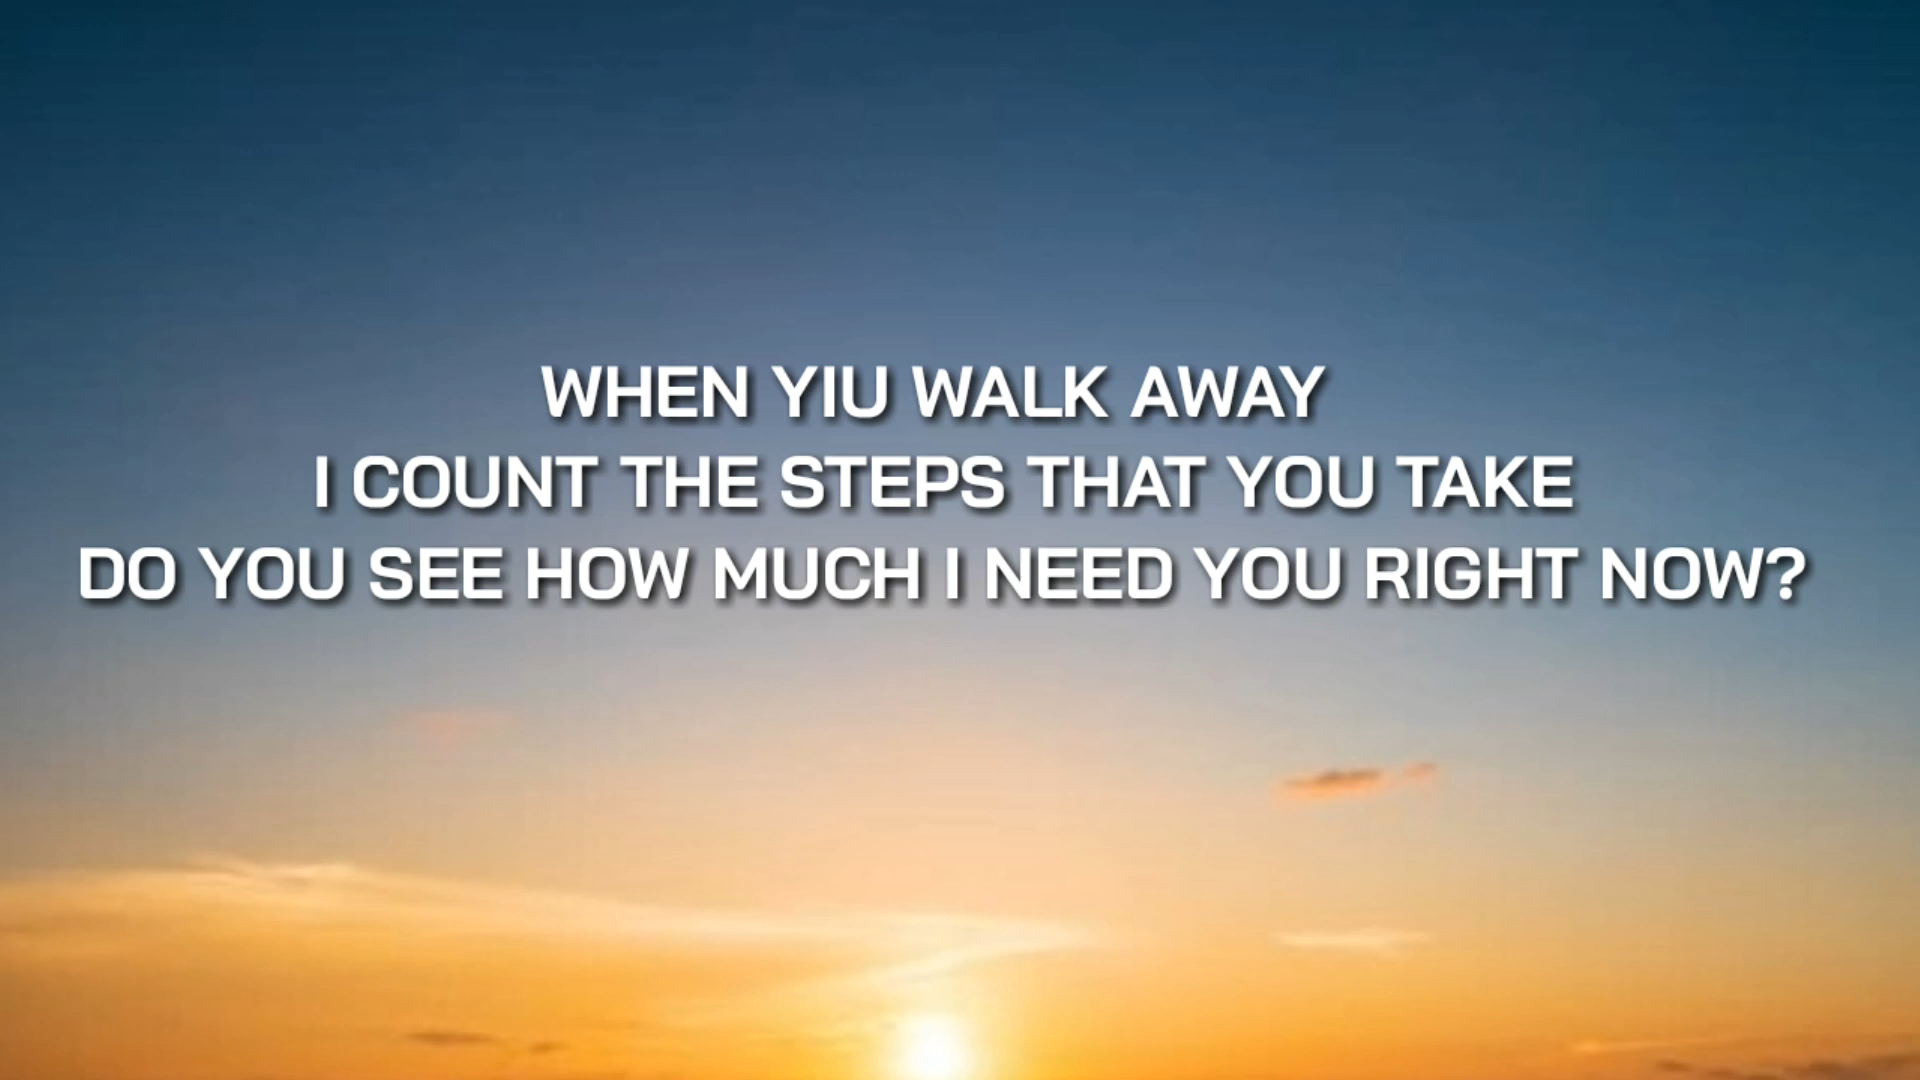 WHEN YIU WALK AWAY
I COUNT THE STEPS THAT YOU TAKE
DO YOU SEE HOW MUCH I NEED YOU RIGHT NOW?